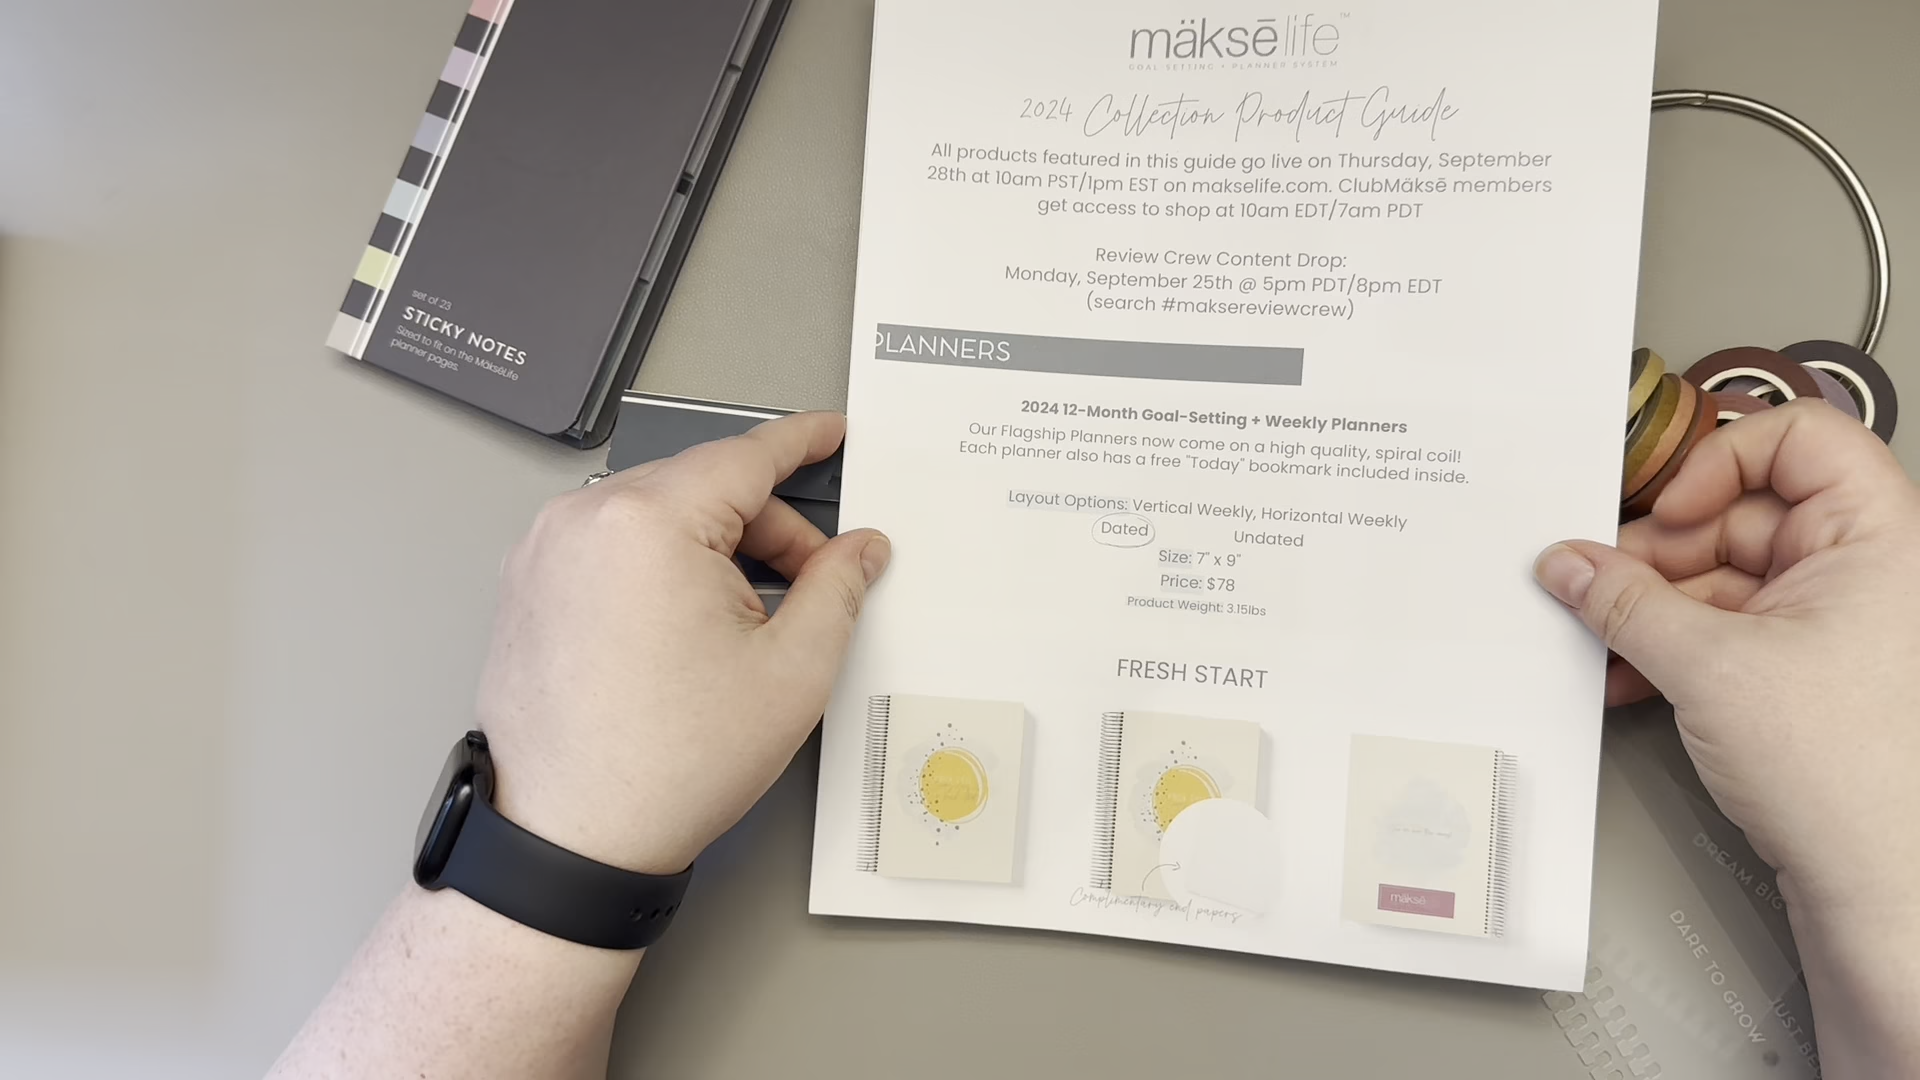 mäksē life™
GOAL-SETTING + PLANNER SYSTEM
2024 Collection Product Guide
All products featured in this guide go live on Thursday, September
28th at 10am PST/1pm EST on makselife.com. ClubMäksē members
get access to shop at 10am EDT/7am PDT
Review Crew Content Drop:
Monday, September 25th @ 5pm PDT/8pm EDT
(search #maksereviewcrew)
PLANNERS
2024 12-Month Goal-Setting + Weekly Planners
Our Flagship Planners now come on a high quality, spiral coil!
Each planner also has a free "Today" bookmark included inside.
Layout Options: Vertical Weekly, Horizontal Weekly
Dated Undated
Size: 7" x 9"
Price: $78
Product Weight: 3.15lbs
FRESH START
Complimentary end papers
mäksē
set of 23
STICKY NOTES
Sized to fit on the MäksēLife
planner pages.
DREAM BIG
DARE TO GROW
JUST BE